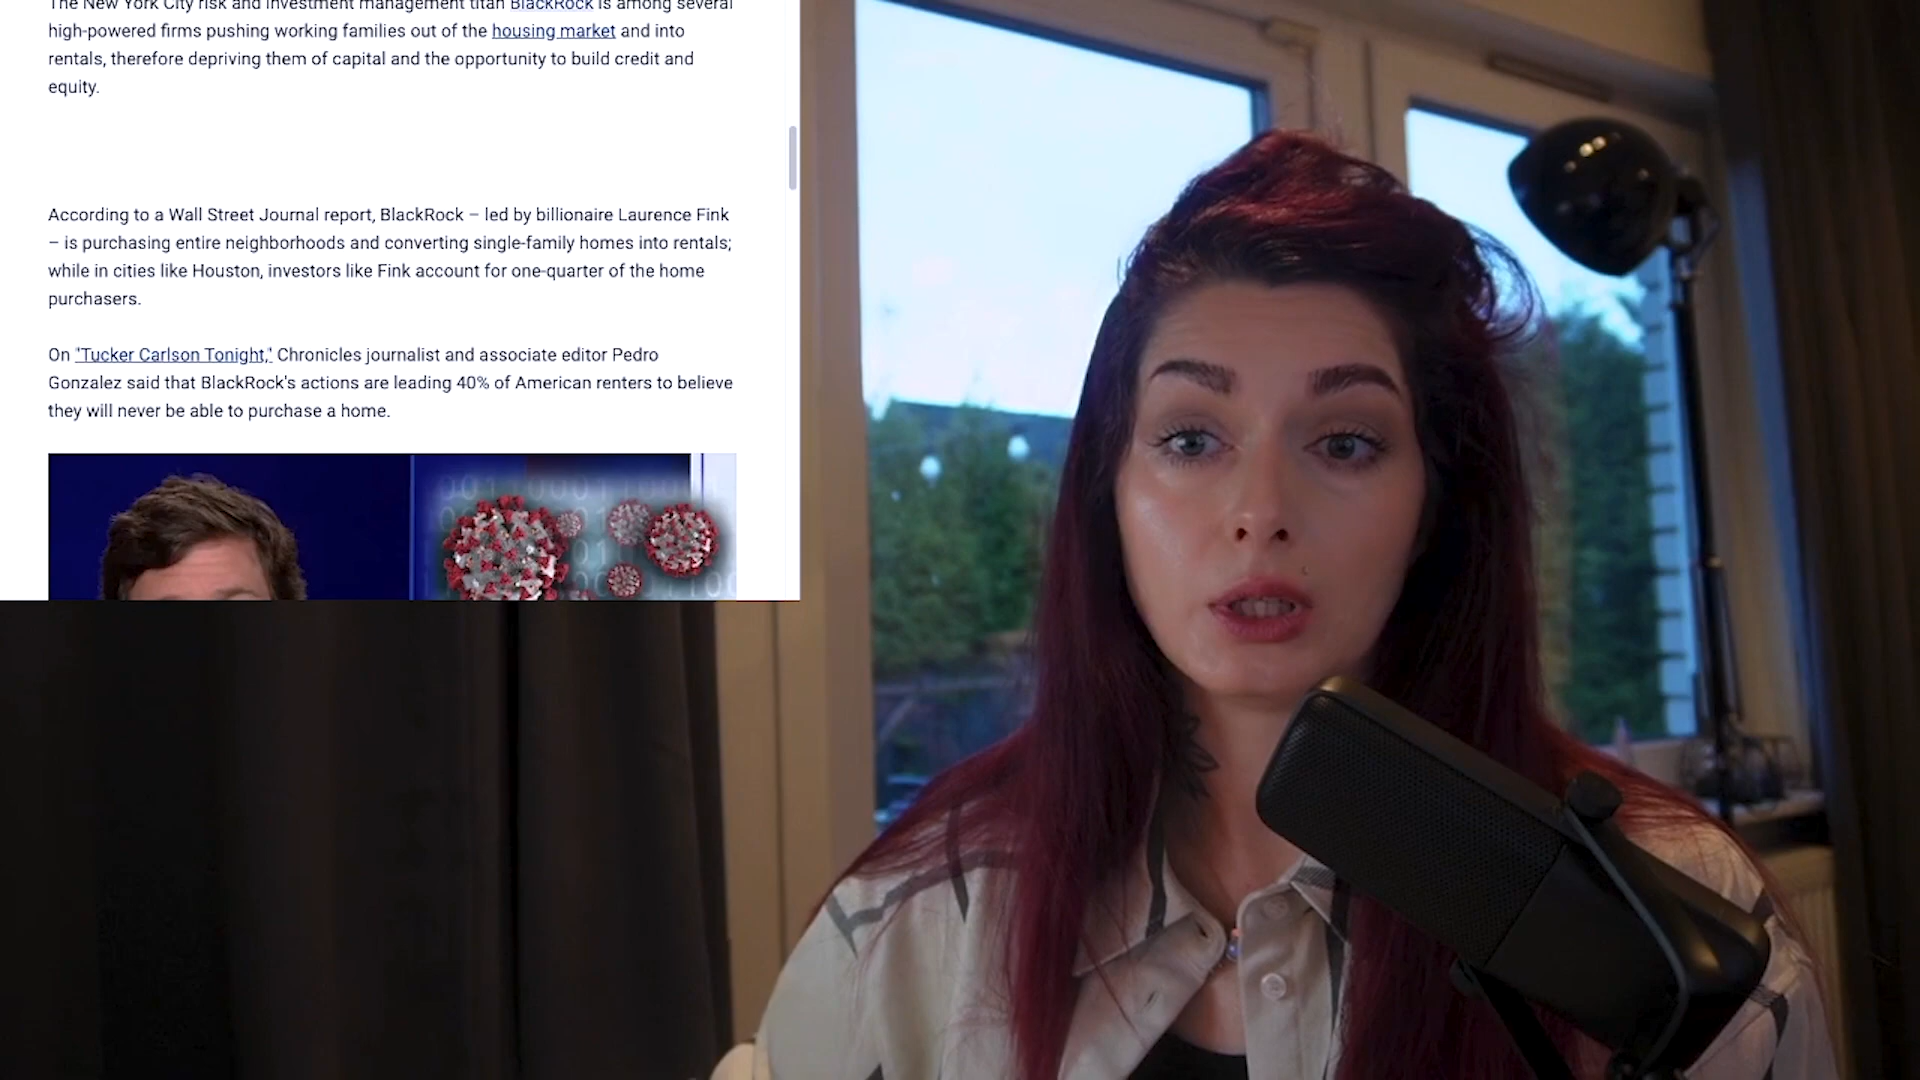 The New York City risk and investment management titan BlackRock is among several
high-powered firms pushing working families out of the housing market and into
rentals, therefore depriving them of capital and the opportunity to build credit and
equity.
According to a Wall Street Journal report, BlackRock – led by billionaire Laurence Fink
– is purchasing entire neighborhoods and converting single-family homes into rentals;
while in cities like Houston, investors like Fink account for one-quarter of the home
purchasers.
On "Tucker Carlson Tonight," Chronicles journalist and associate editor Pedro
Gonzalez said that BlackRock's actions are leading 40% of American renters to believe
they will never be able to purchase a home.